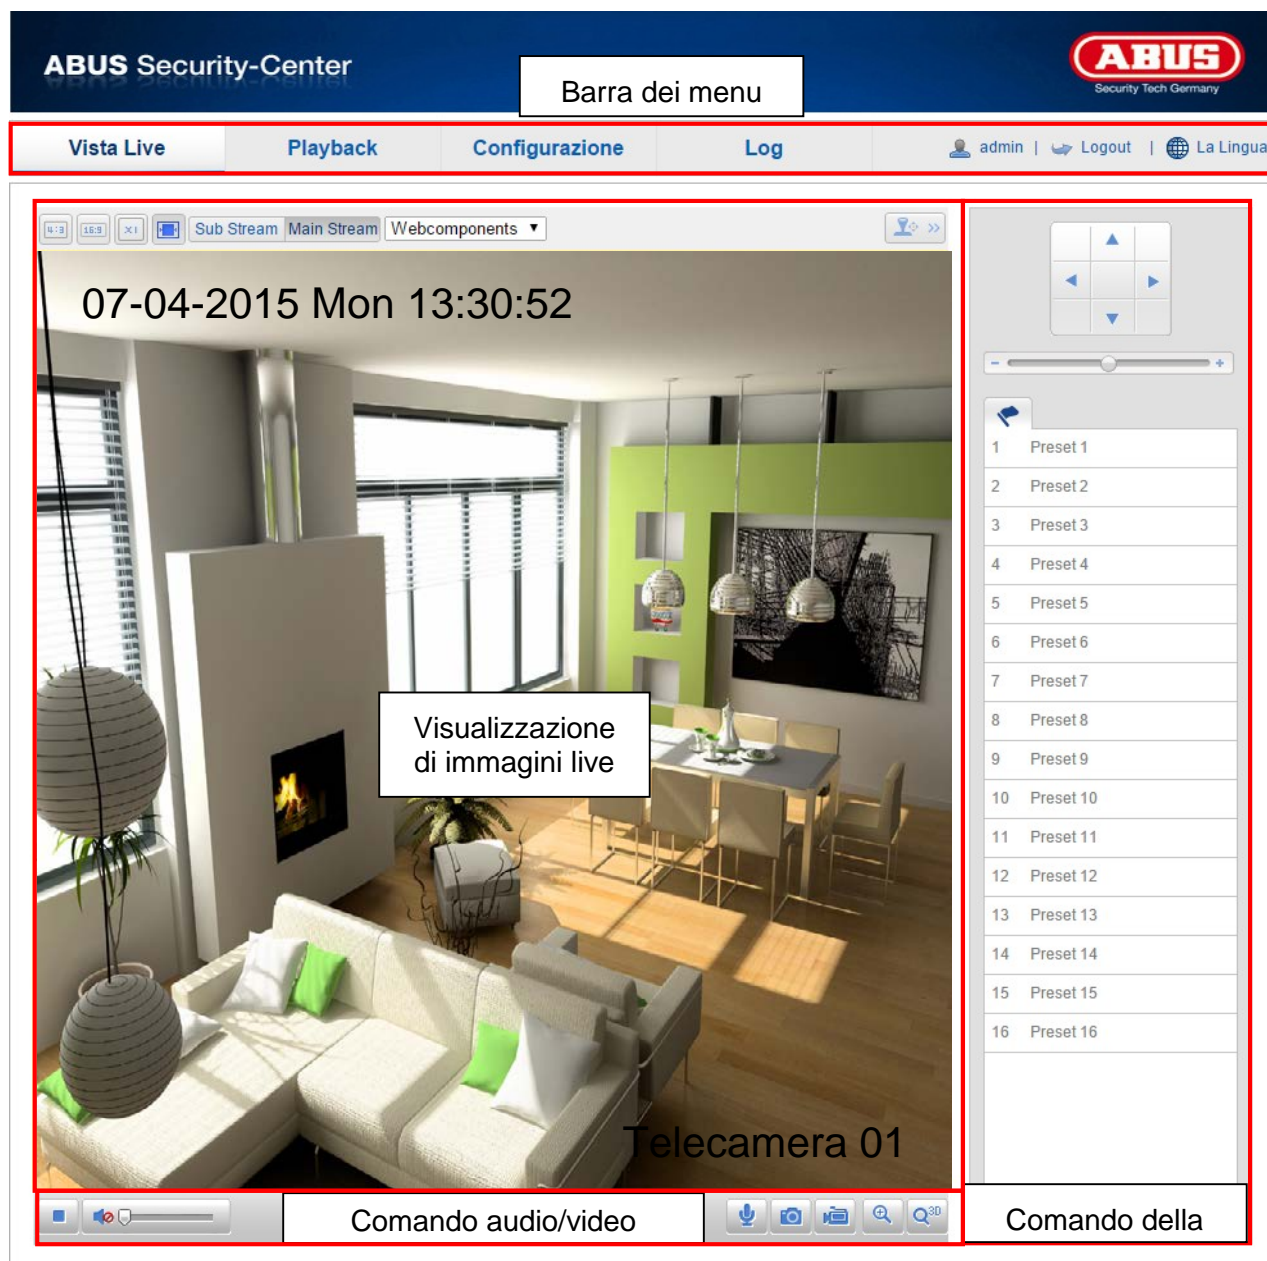 ABUS Security-Center
ABUS
Security Tech Germany
Barra dei menu
Vista Live
Playback
Configurazione
Log
admin | Logout | La Lingua
4:3 16:9 X1 Sub Stream Main Stream Webcomponents
07-04-2015 Mon 13:30:52
Visualizzazione
di immagini live
Telecamera 01
Comando audio/video
3D
- +
1 Preset 1
2 Preset 2
3 Preset 3
4 Preset 4
5 Preset 5
6 Preset 6
7 Preset 7
8 Preset 8
9 Preset 9
10 Preset 10
11 Preset 11
12 Preset 12
13 Preset 13
14 Preset 14
15 Preset 15
16 Preset 16
Comando della